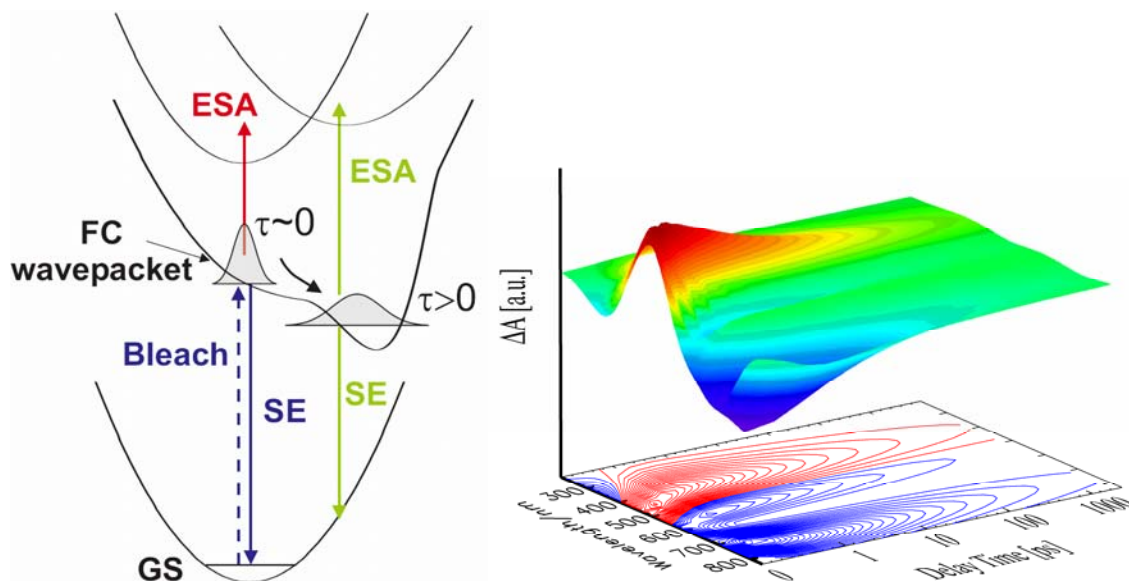 ESA
ESA
FC
wavepacket
τ~0
τ>0
Bleach
SE
SE
GS
ΔA [a.u.]
300
400
500
600
700
800
Wavelength/nm
0
1
10
100
1000
Delay Time [ps]